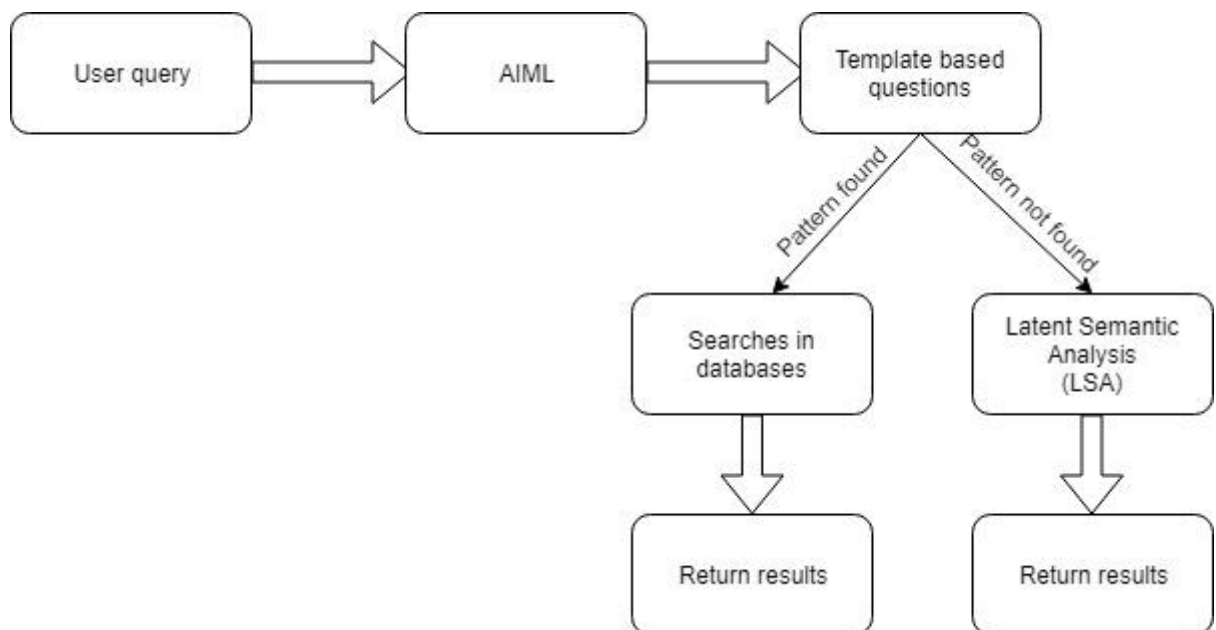 User query
AIML
Template based
questions
Pattern found
Pattern not found
Searches in
databases
Latent Semantic
Analysis
(LSA)
Return results
Return results